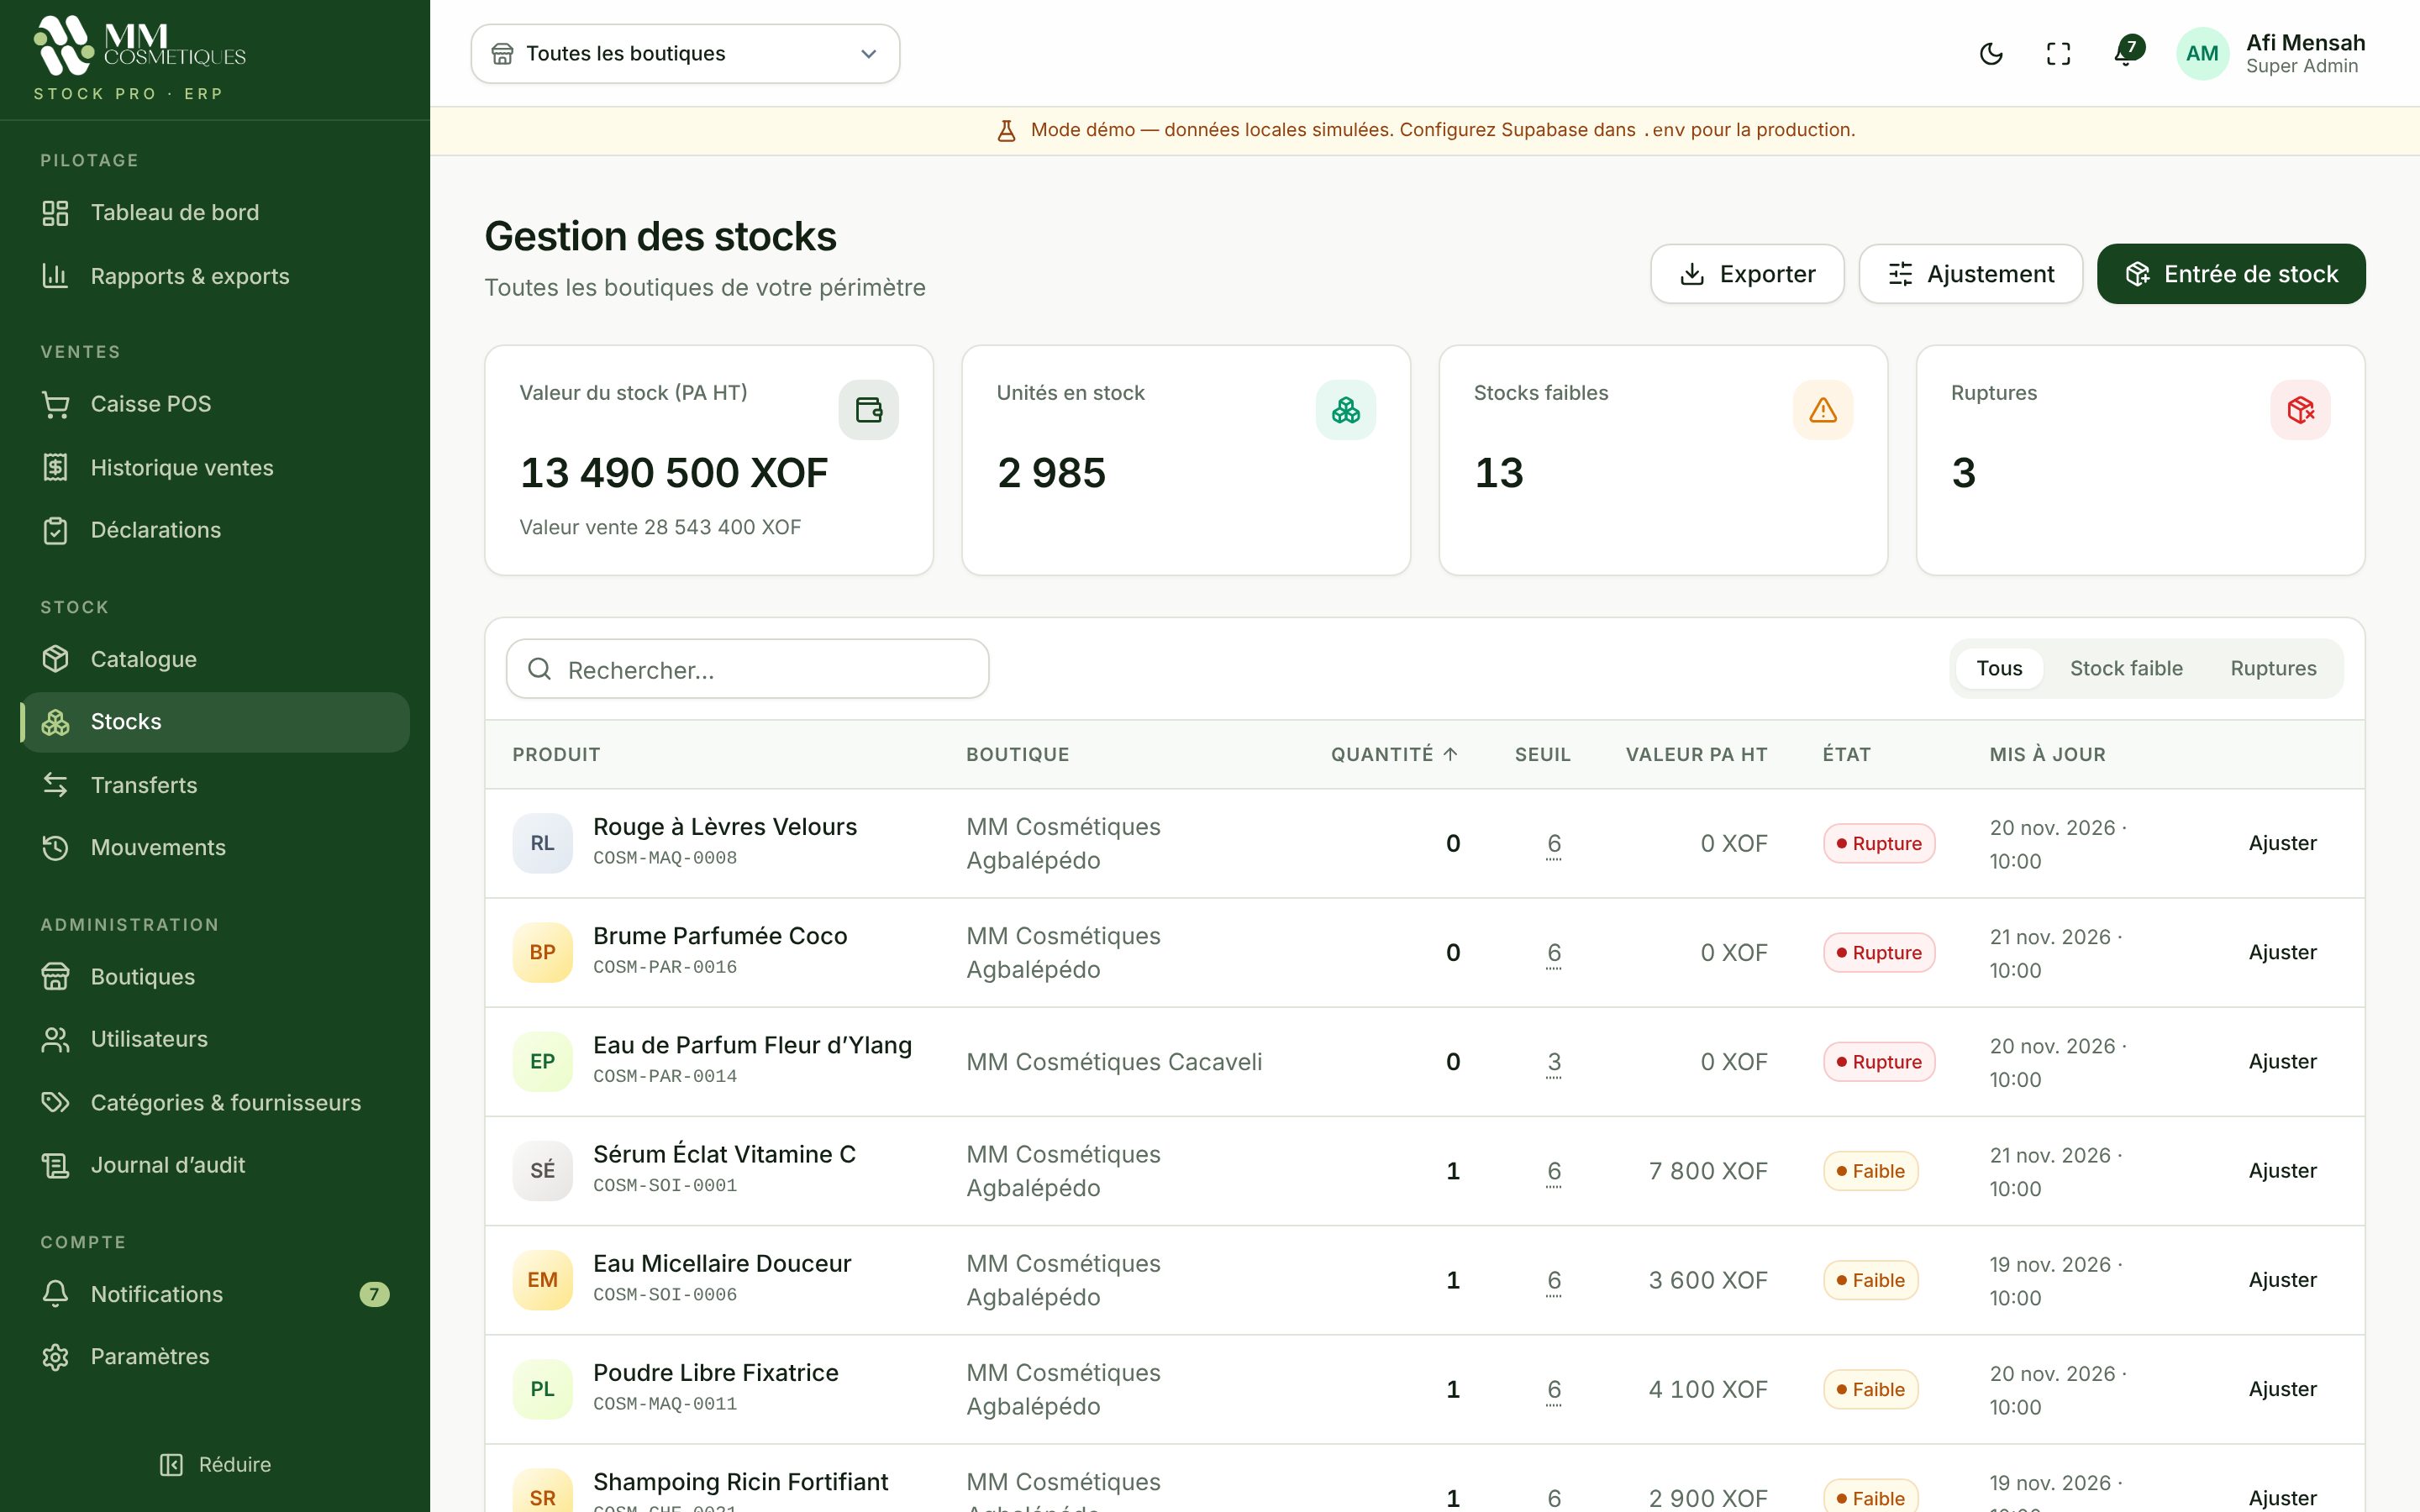 MM
COSMETIQUES
STOCK PRO · ERP
PILOTAGE
Tableau de bord
Rapports & exports
VENTES
Caisse POS
Historique ventes
Déclarations
STOCK
Catalogue
Stocks
Transferts
Mouvements
ADMINISTRATION
Boutiques
Utilisateurs
Catégories & fournisseurs
Journal d’audit
COMPTE
Notifications 7
Paramètres
Réduire
Toutes les boutiques
7
AM
Afi Mensah
Super Admin
Mode démo — données locales simulées. Configurez Supabase dans .env pour la production.
Gestion des stocks
Toutes les boutiques de votre périmètre
Exporter
Ajustement
Entrée de stock
Valeur du stock (PA HT)
13 490 500 XOF
Valeur vente 28 543 400 XOF
Unités en stock
2 985
Stocks faibles
13
Ruptures
3
Rechercher...
Tous Stock faible Ruptures
PRODUIT BOUTIQUE QUANTITÉ ↑ SEUIL VALEUR PA HT ÉTAT MIS À JOUR
RL
Rouge à Lèvres Velours
COSM-MAQ-0008
MM Cosmétiques
Agbalépédo
0 6 0 XOF Rupture
20 nov. 2026 ·
10:00
Ajuster
BP
Brume Parfumée Coco
COSM-PAR-0016
MM Cosmétiques
Agbalépédo
0 6 0 XOF Rupture
21 nov. 2026 ·
10:00
Ajuster
EP
Eau de Parfum Fleur d’Ylang
COSM-PAR-0014
MM Cosmétiques Cacaveli
0 3 0 XOF Rupture
20 nov. 2026 ·
10:00
Ajuster
SÉ
Sérum Éclat Vitamine C
COSM-SOI-0001
MM Cosmétiques
Agbalépédo
1 6 7 800 XOF Faible
21 nov. 2026 ·
10:00
Ajuster
EM
Eau Micellaire Douceur
COSM-SOI-0006
MM Cosmétiques
Agbalépédo
1 6 3 600 XOF Faible
19 nov. 2026 ·
10:00
Ajuster
PL
Poudre Libre Fixatrice
COSM-MAQ-0011
MM Cosmétiques
Agbalépédo
1 6 4 100 XOF Faible
20 nov. 2026 ·
10:00
Ajuster
SR
Shampoing Ricin Fortifiant
MM Cosmétiques
1 6 2 900 XOF Faible
19 nov. 2026 ·
Ajuster